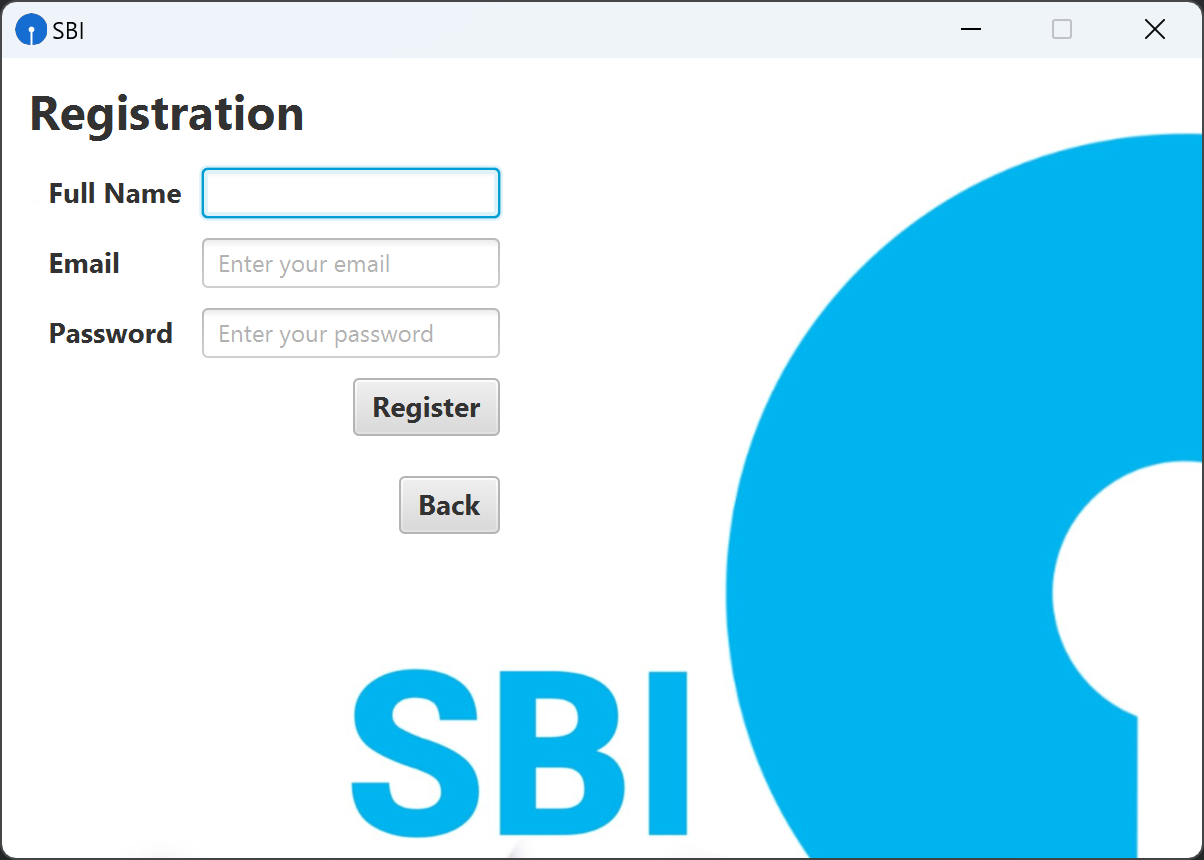 SBI
Registration
Full Name
Email Enter your email
Password Enter your password
Register
Back
SBI